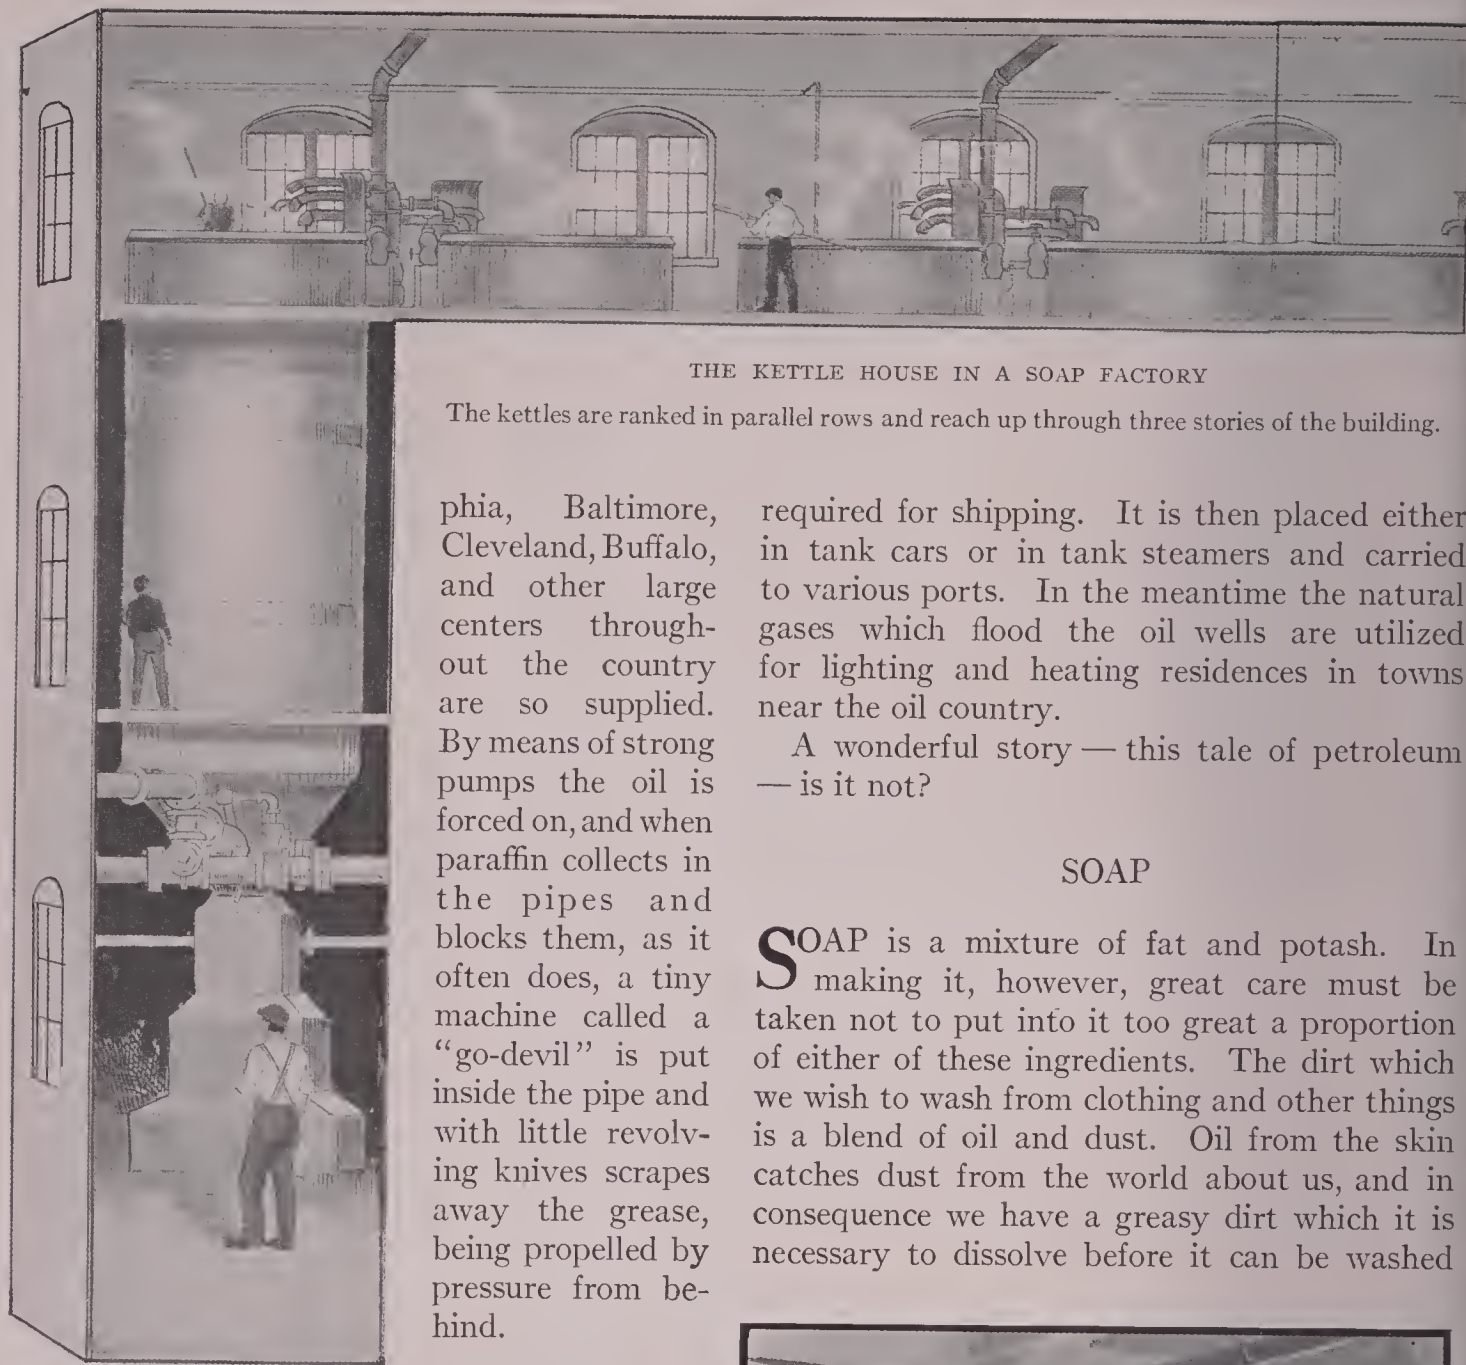 THE KETTLE HOUSE IN A SOAP FACTORY
The kettles are ranked in parallel rows and reach up through three stories of the building.
phia, Baltimore,
Cleveland, Buffalo,
and other large
centers through-
out the country
are so supplied.
By means of strong
pumps the oil is
forced on, and when
paraffin collects in
the pipes and
blocks them, as it
often does, a tiny
machine called a
“go-devil” is put
inside the pipe and
with little revolv-
ing knives scrapes
away the grease,
being propelled by
pressure from be-
hind.
required for shipping. It is then placed either
in tank cars or in tank steamers and carried
to various ports. In the meantime the natural
gases which flood the oil wells are utilized
for lighting and heating residences in towns
near the oil country.
A wonderful story — this tale of petroleum
— is it not?
SOAP
SOAP is a mixture of fat and potash. In
making it, however, great care must be
taken not to put into it too great a proportion
of either of these ingredients. The dirt which
we wish to wash from clothing and other things
is a blend of oil and dust. Oil from the skin
catches dust from the world about us, and in
consequence we have a greasy dirt which it is
necessary to dissolve before it can be washed